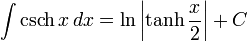 ∫ csch x dx = ln |tanh x/2| + C